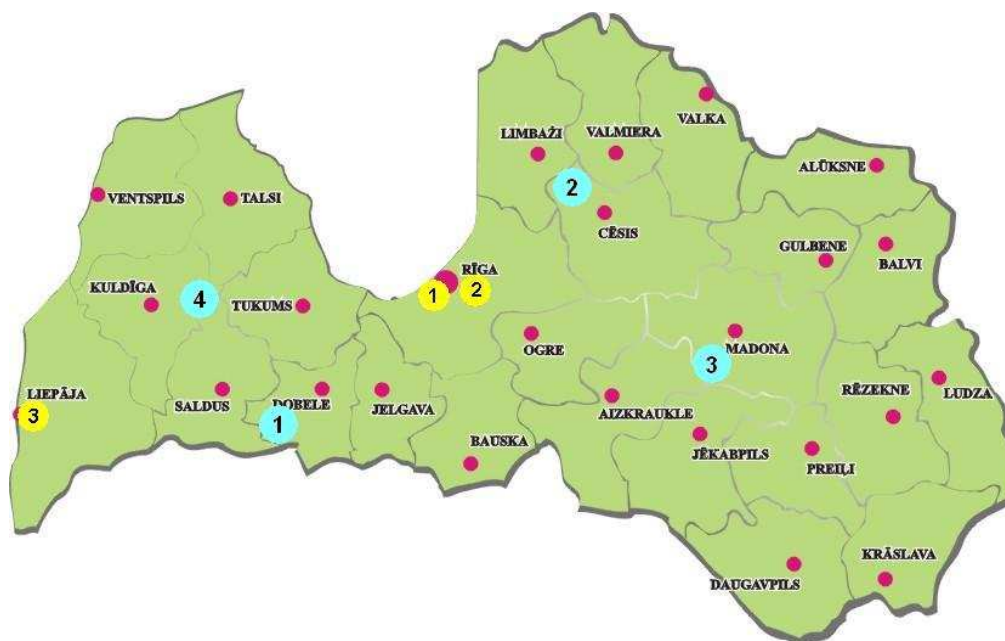 VALKA
LIMBAŽI
VALMIERA
ALŪKSNE
2
VENTSPILS
TALSI
CĒSIS
GULBENE
BALVI
RĪGA
KULDĪGA
4
TUKUMS
1
2
OGRE
MADONA
3
LIEPĀJA
3
SALDUS
DOBELE
JELGAVA
AIZKRAUKLE
RĒZEKNE
LUDZA
1
BAUSKA
JĒKABPILS
PREIĻI
KRĀSLAVA
DAUGAVPILS